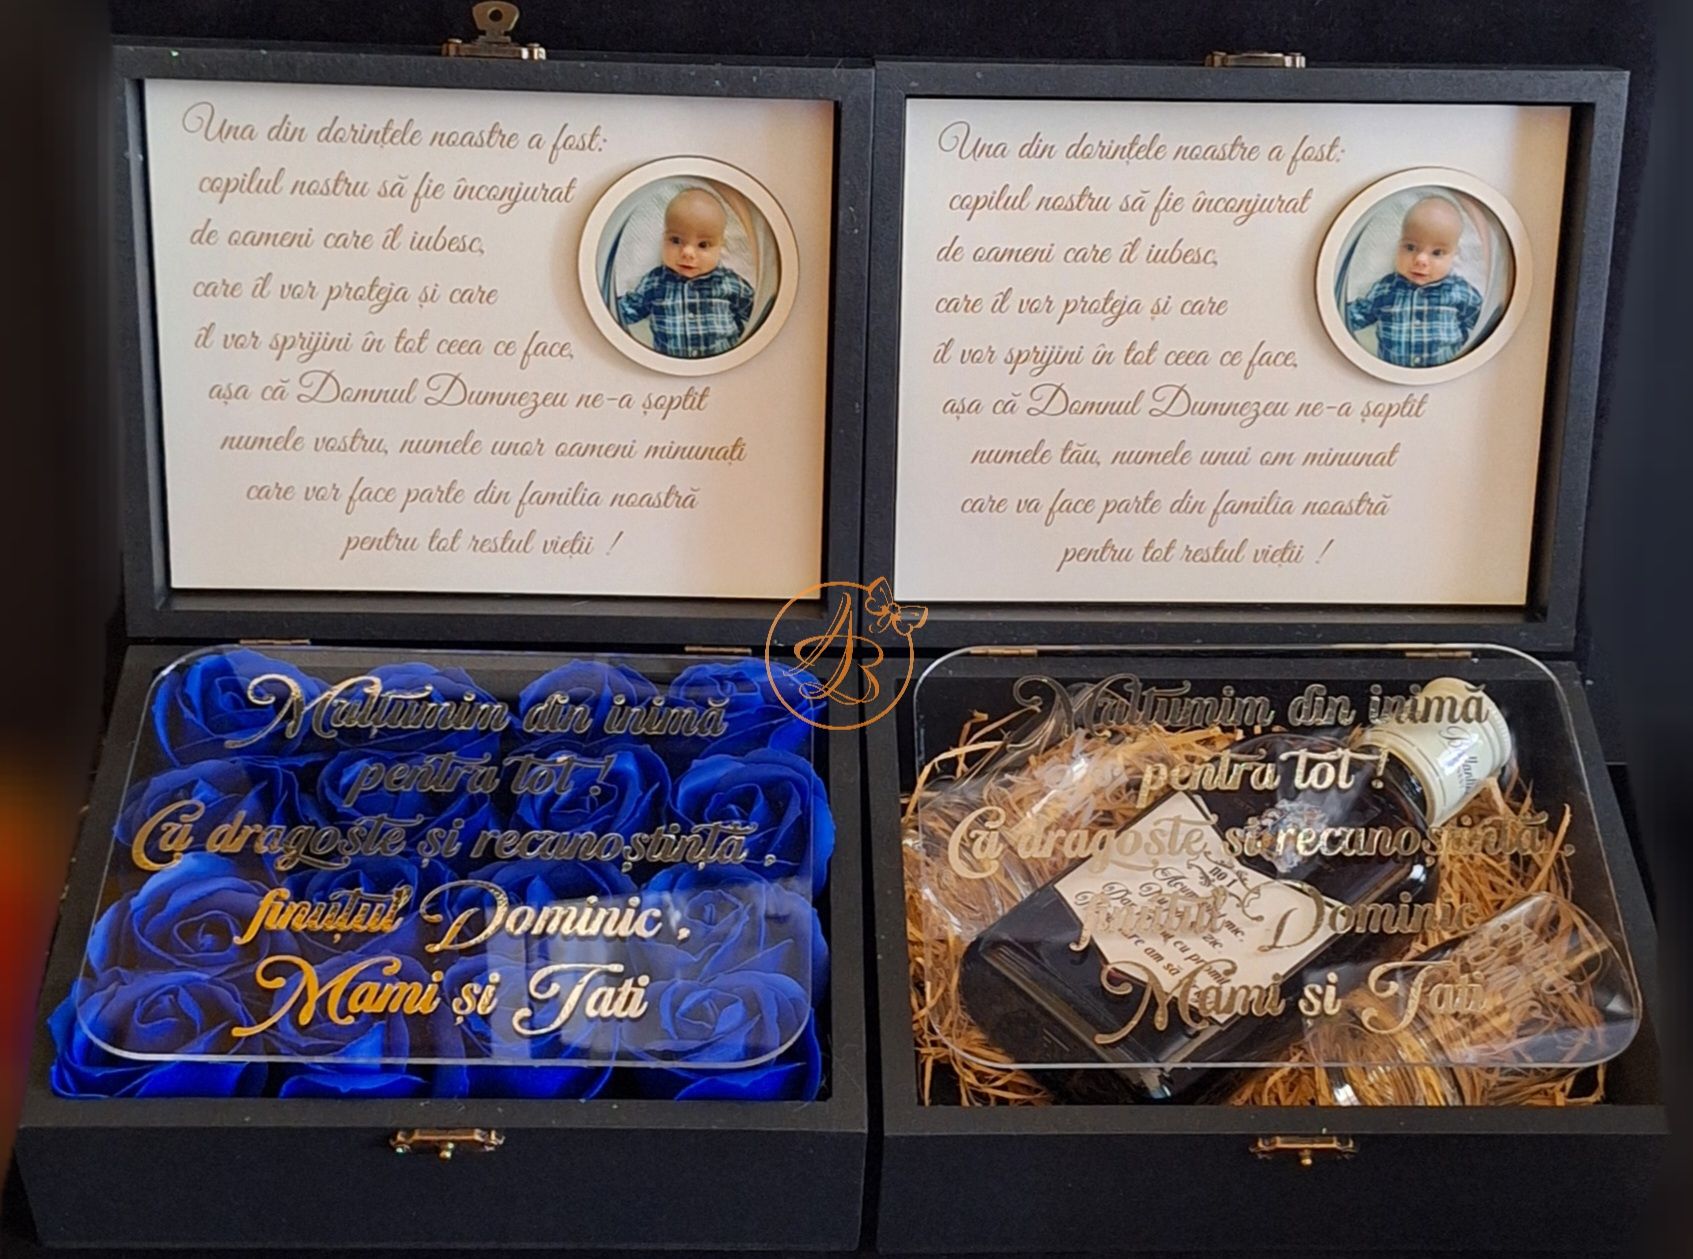 Una din dorințele noastre a fost:
copilul nostru să fie înconjurat
de oameni care îl iubesc,
care îl vor proteja și care
îl vor sprijini în tot ceea ce face,
așa că Domnul Dumnezeu ne-a șoptit
numele vostru, numele unor oameni minunați
care vor face parte din familia noastră
pentru tot restul vieții !
Una din dorințele noastre a fost:
copilul nostru să fie înconjurat
de oameni care îl iubesc,
care îl vor proteja și care
îl vor sprijini în tot ceea ce face,
așa că Domnul Dumnezeu ne-a șoptit
numele tău, numele unui om minunat
care va face parte din familia noastră
pentru tot restul vieții !
AB
Mulțumim din inimă
pentru tot !
Cu dragoste și recunoștință ,
finuțul Dominic ,
Mami și Tati
Mulțumim din inimă
pentru tot !
Cu dragoste și recunoștință ,
finuțul Dominic
Mami si Tati